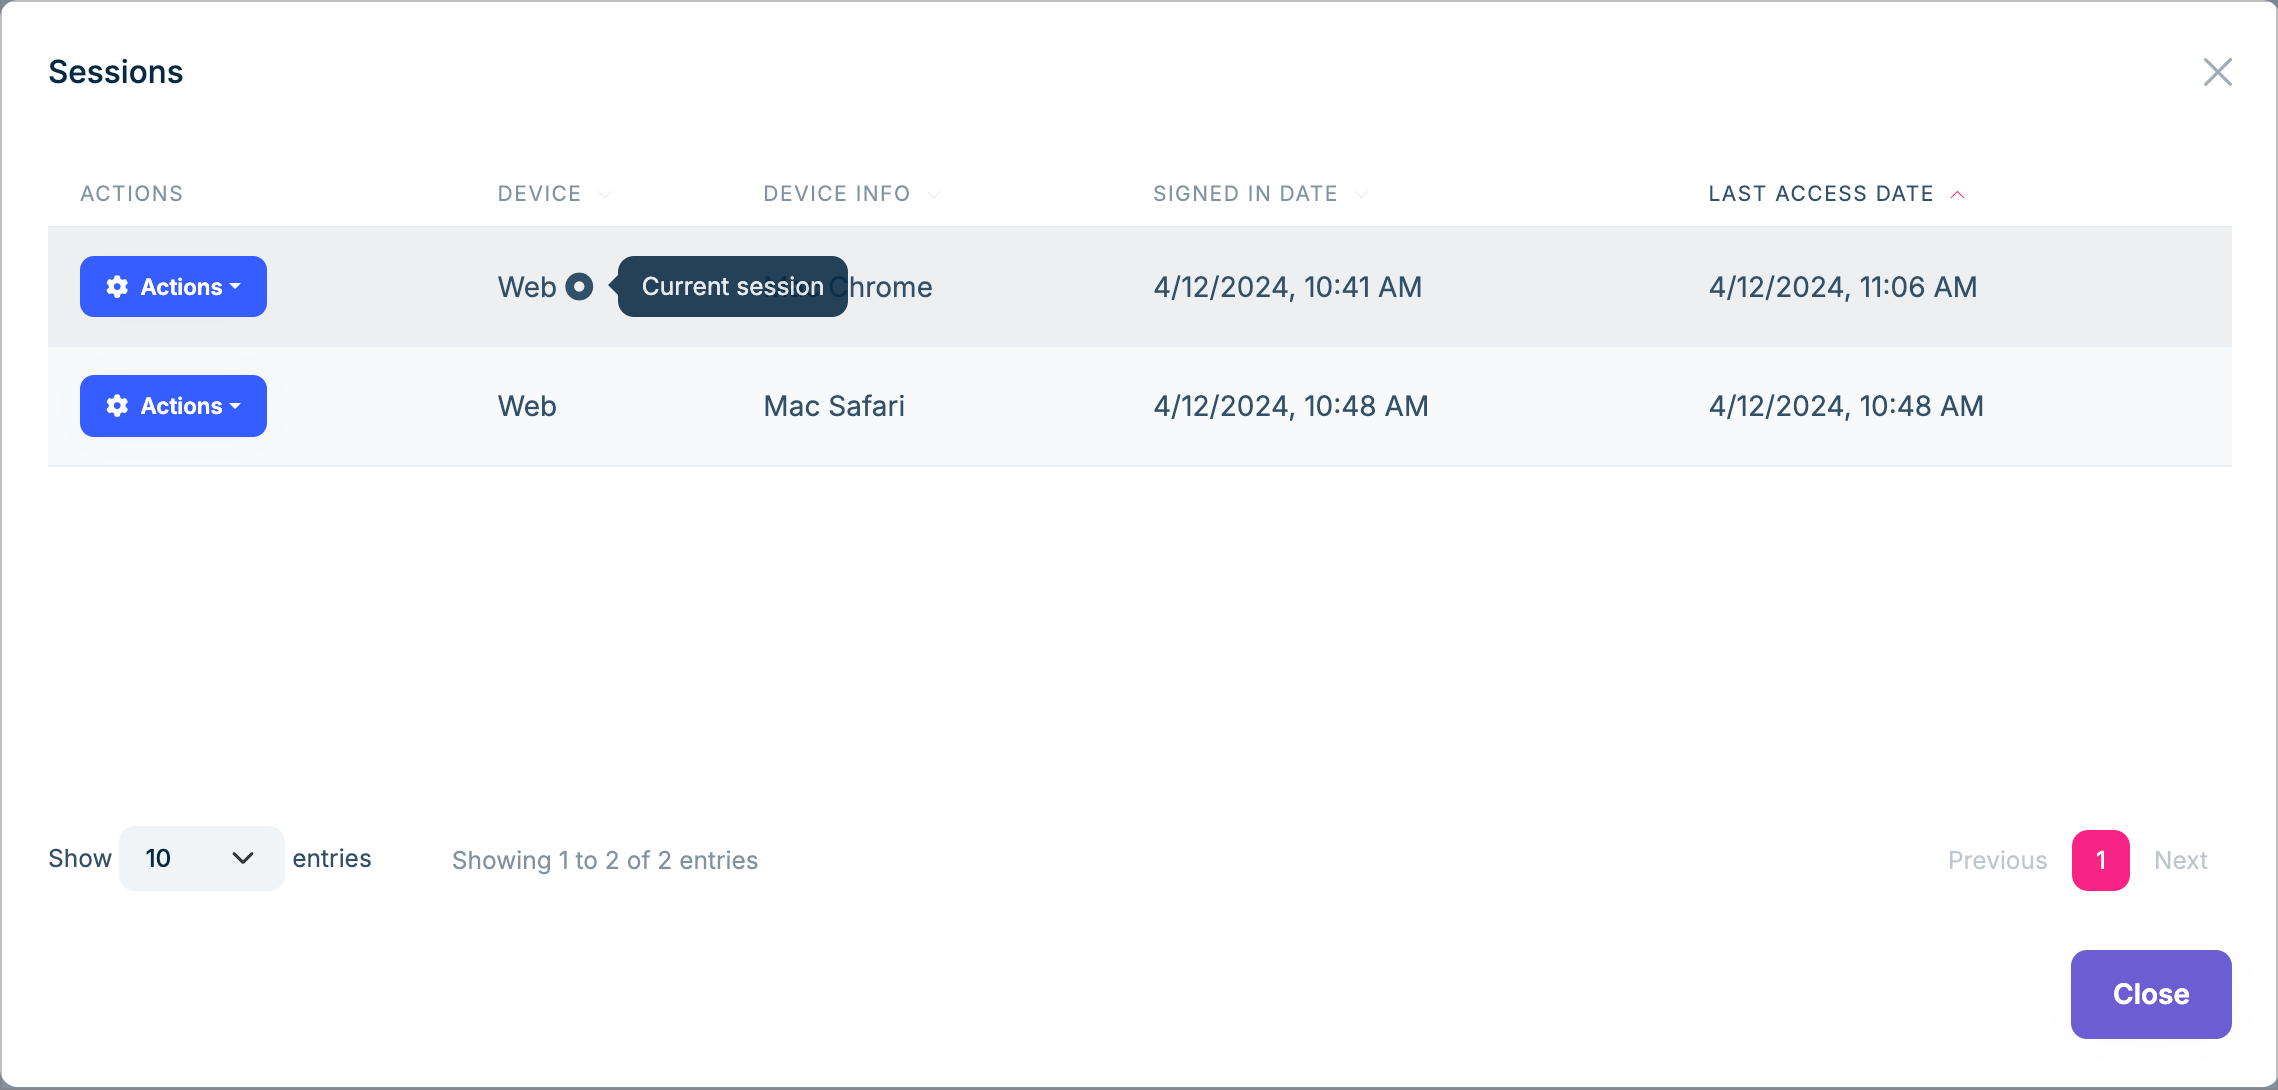 Sessions
ACTIONS DEVICE DEVICE INFO SIGNED IN DATE LAST ACCESS DATE
Actions Web Current session Chrome 4/12/2024, 10:41 AM 4/12/2024, 11:06 AM
Actions Web Mac Safari 4/12/2024, 10:48 AM 4/12/2024, 10:48 AM
Show 10 entries Showing 1 to 2 of 2 entries Previous 1 Next
Close